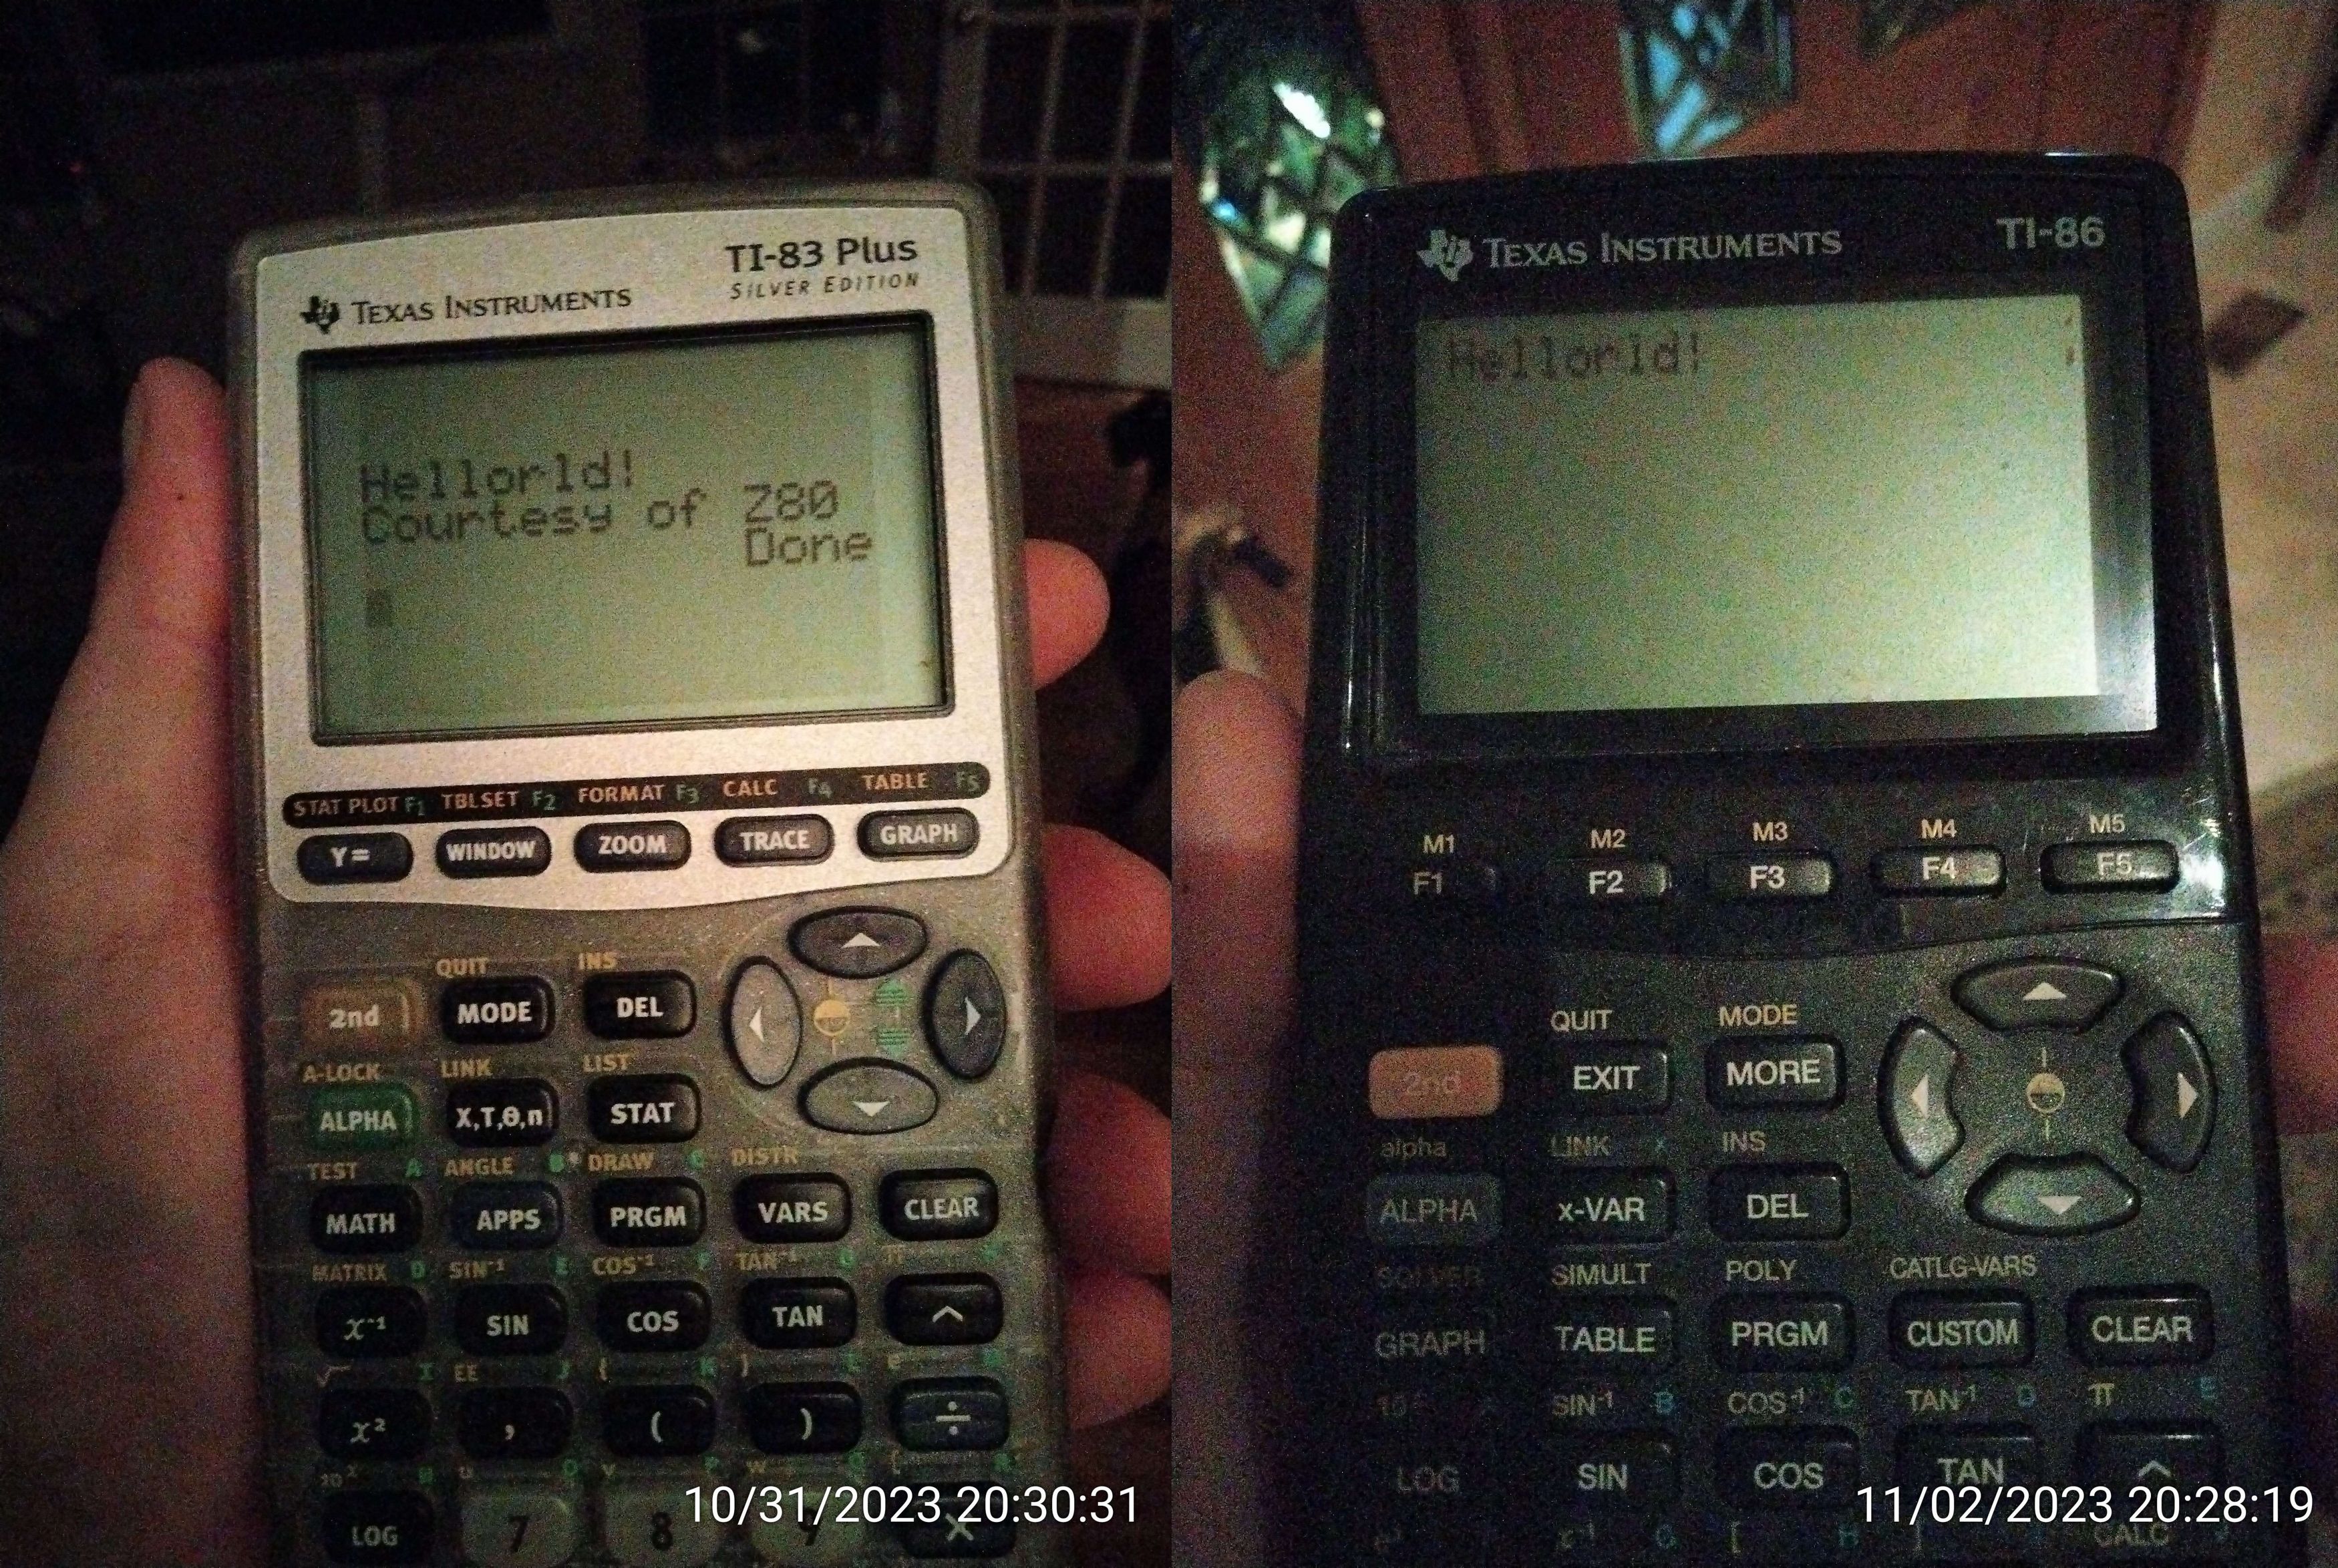 TEXAS INSTRUMENTS
TI-83 Plus
SILVER EDITION
Hellorld!
Courtesy of Z80
Done
STAT PLOT F1 TBLSET F2 FORMAT F3 CALC F4 TABLE F5
Y= WINDOW ZOOM TRACE GRAPH
QUIT INS
2nd MODE DEL
A-LOCK LINK LIST
ALPHA X,T,θ,n STAT
TEST A ANGLE B DRAW C DISTR
MATH APPS PRGM VARS CLEAR
MATRIX D SIN-1 E COS-1 F TAN-1 G π
x-1 SIN COS TAN ^
√ I EE J { K } L e
x² , ( ) ÷
LOG 7 8 9 ×
10/31/2023 20:30:31
TEXAS INSTRUMENTS TI-86
Hellorld!
M1 M2 M3 M4 M5
F1 F2 F3 F4 F5
QUIT MODE
2nd EXIT MORE
alpha LINK x INS
ALPHA x-VAR DEL
SOLVER SIMULT POLY CATLG-VARS
GRAPH TABLE PRGM CUSTOM CLEAR
SIN-1 B COS-1 C TAN-1 D π E
LOG SIN COS TAN ^
x-1 G [ H ] CALC
11/02/2023 20:28:19